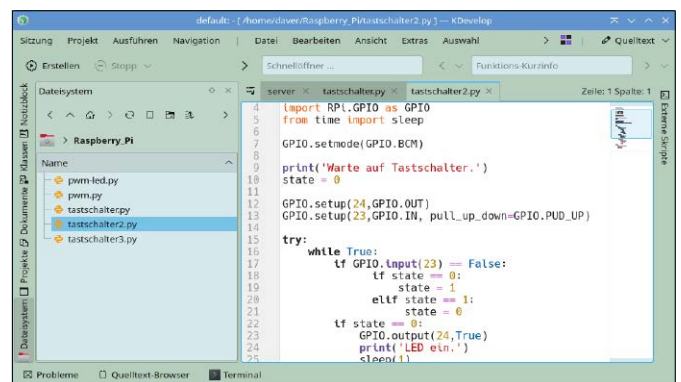 default: - [ /home/daver/Raspberry_Pi/tastschalter2.py ] — KDevelop
Sitzung Projekt Ausführen Navigation | Datei Bearbeiten Ansicht Extras Auswahl > Quelltext
Erstellen Stopp > Schnellöffner ... < Funktions-Kurzinfo >
Dateisystem
server tastschalter.py tastschalter2.py Zeile: 1 Spalte: 1
> Raspberry_Pi
Name
pwm-led.py
pwm.py
tastschalter.py
tastschalter2.py
tastschalter3.py
4 import RPi.GPIO as GPIO
5 from time import sleep
6
7 GPIO.setmode(GPIO.BCM)
8
9 print('Warte auf Tastschalter.')
10 state = 0
11
12 GPIO.setup(24,GPIO.OUT)
13 GPIO.setup(23,GPIO.IN, pull_up_down=GPIO.PUD_UP)
14
15 try:
16 while True:
17 if GPIO.input(23) == False:
18 if state == 0:
19 state = 1
20 elif state == 1:
21 state = 0
22 if state == 0:
23 GPIO.output(24,True)
24 print('LED ein.')
25 sleep(1)
Notizblock
Klassen
Dokumente
Projekte
Dateisystem
Externe Skripte
Probleme Quelltext-Browser Terminal